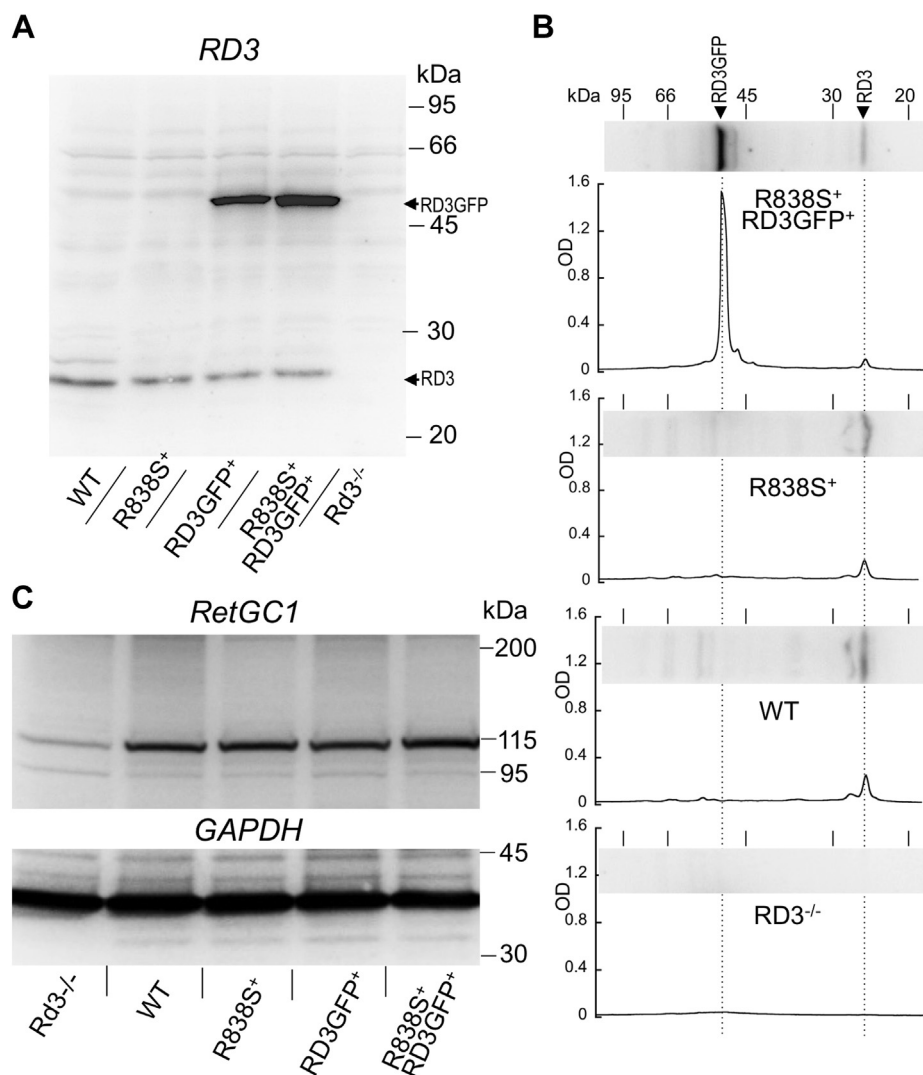 A
RD3
kDa
95
66
RD3GFP
45
30
RD3
20
WT
R838S+
RD3GFP+
R838S+
RD3GFP+
Rd3-/-
B
RD3GFP
RD3
kDa 95 66 45 30 20
1.6
1.2
0.8
0.4
0
OD
R838S+
RD3GFP+
1.6
1.2
0.8
0.4
0
OD
R838S+
1.6
1.2
0.8
0.4
0
OD
WT
1.6
1.2
0.8
0.4
0
OD
RD3-/-
C
RetGC1
kDa
200
115
95
GAPDH
45
30
Rd3-/-
WT
R838S+
RD3GFP+
R838S+
RD3GFP+